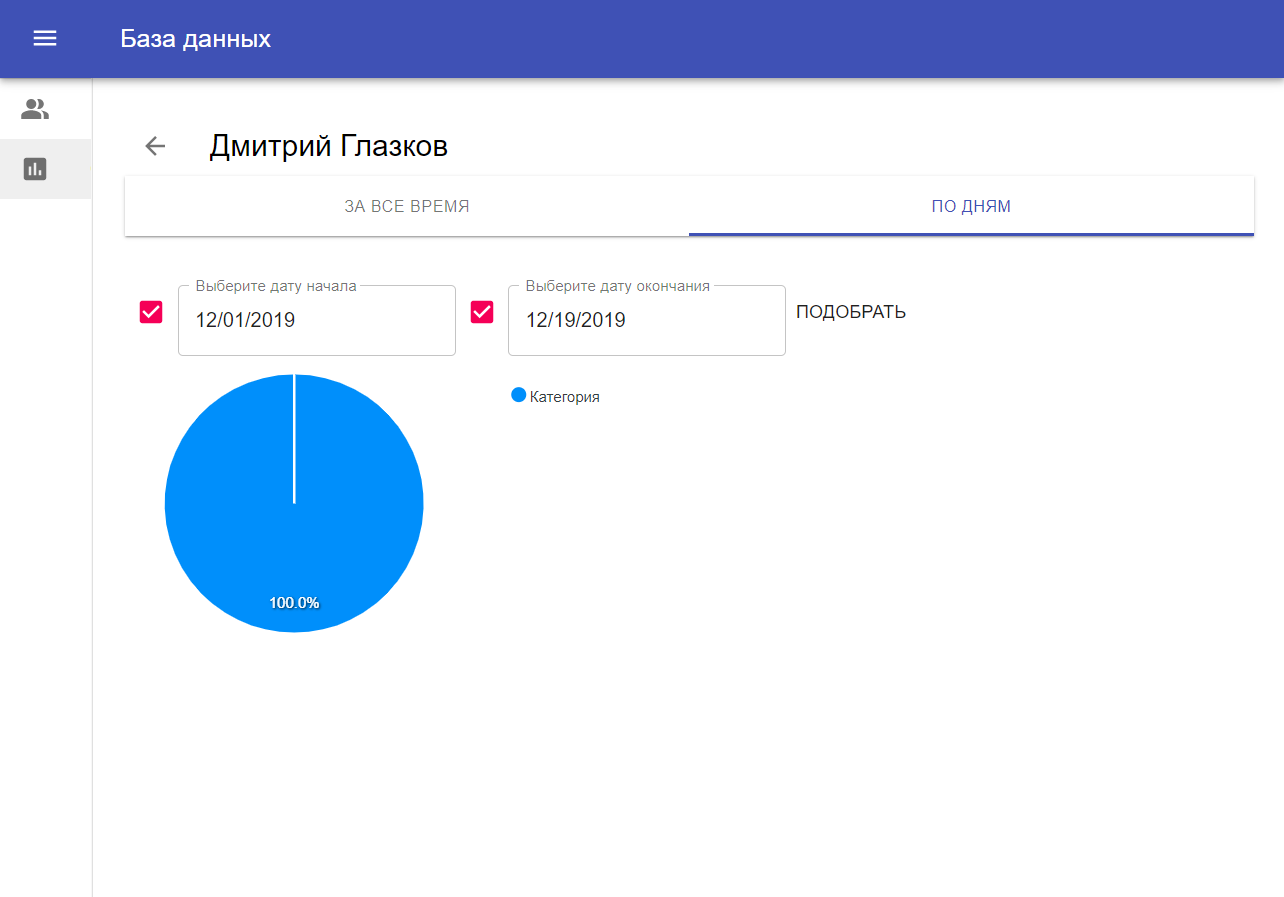 База данных
Дмитрий Глазков
ЗА ВСЕ ВРЕМЯ
ПО ДНЯМ
Выберите дату начала
12/01/2019
Выберите дату окончания
12/19/2019
ПОДОБРАТЬ
Категория
100.0%